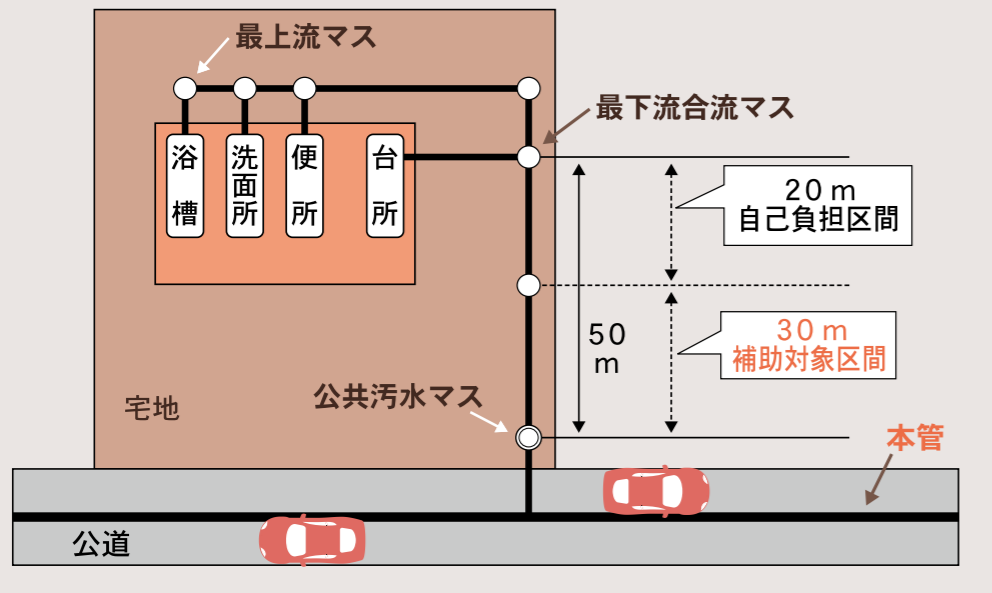 最上流マス
最下流合流マス
浴槽
洗面所
便所
台所
20m
自己負担区間
50
m
30m
補助対象区間
公共汚水マス
宅地
本管
公道